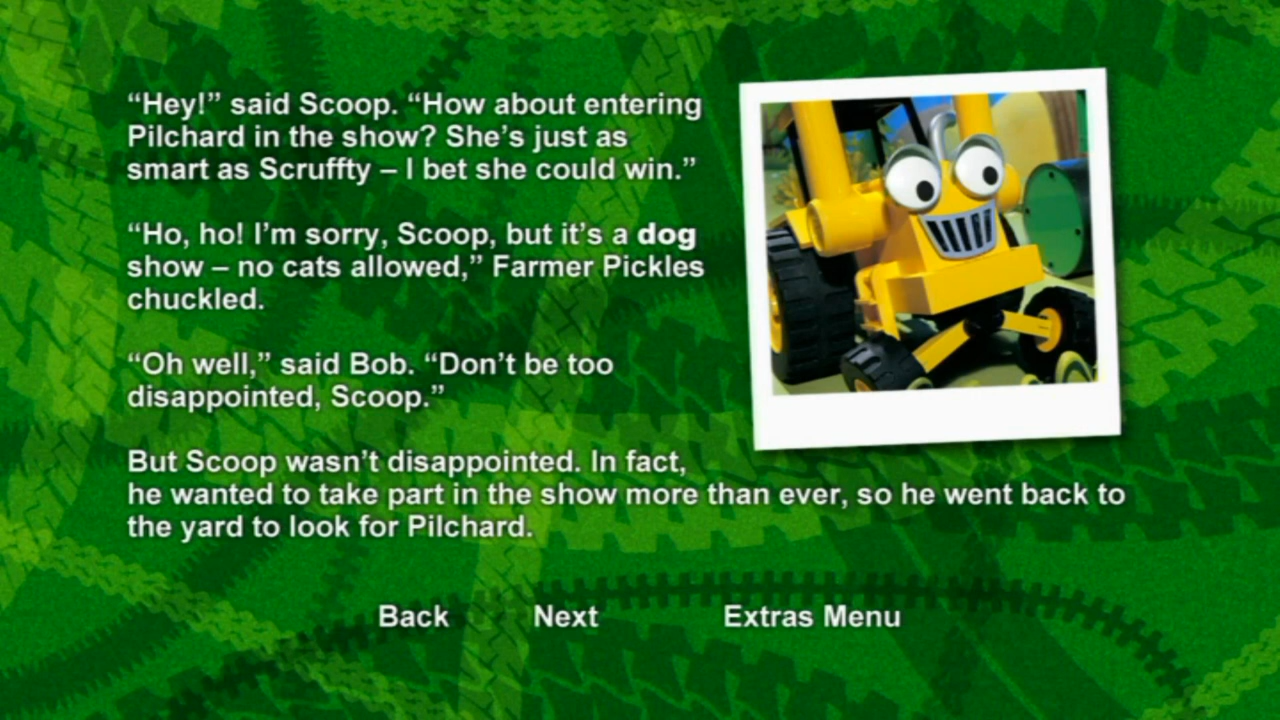 “Hey!” said Scoop. “How about entering
Pilchard in the show? She’s just as
smart as Scruffty – I bet she could win.”
“Ho, ho! I’m sorry, Scoop, but it’s a dog
show – no cats allowed,” Farmer Pickles
chuckled.
“Oh well,” said Bob. “Don’t be too
disappointed, Scoop.”
But Scoop wasn’t disappointed. In fact,
he wanted to take part in the show more than ever, so he went back to
the yard to look for Pilchard.
Back Next Extras Menu